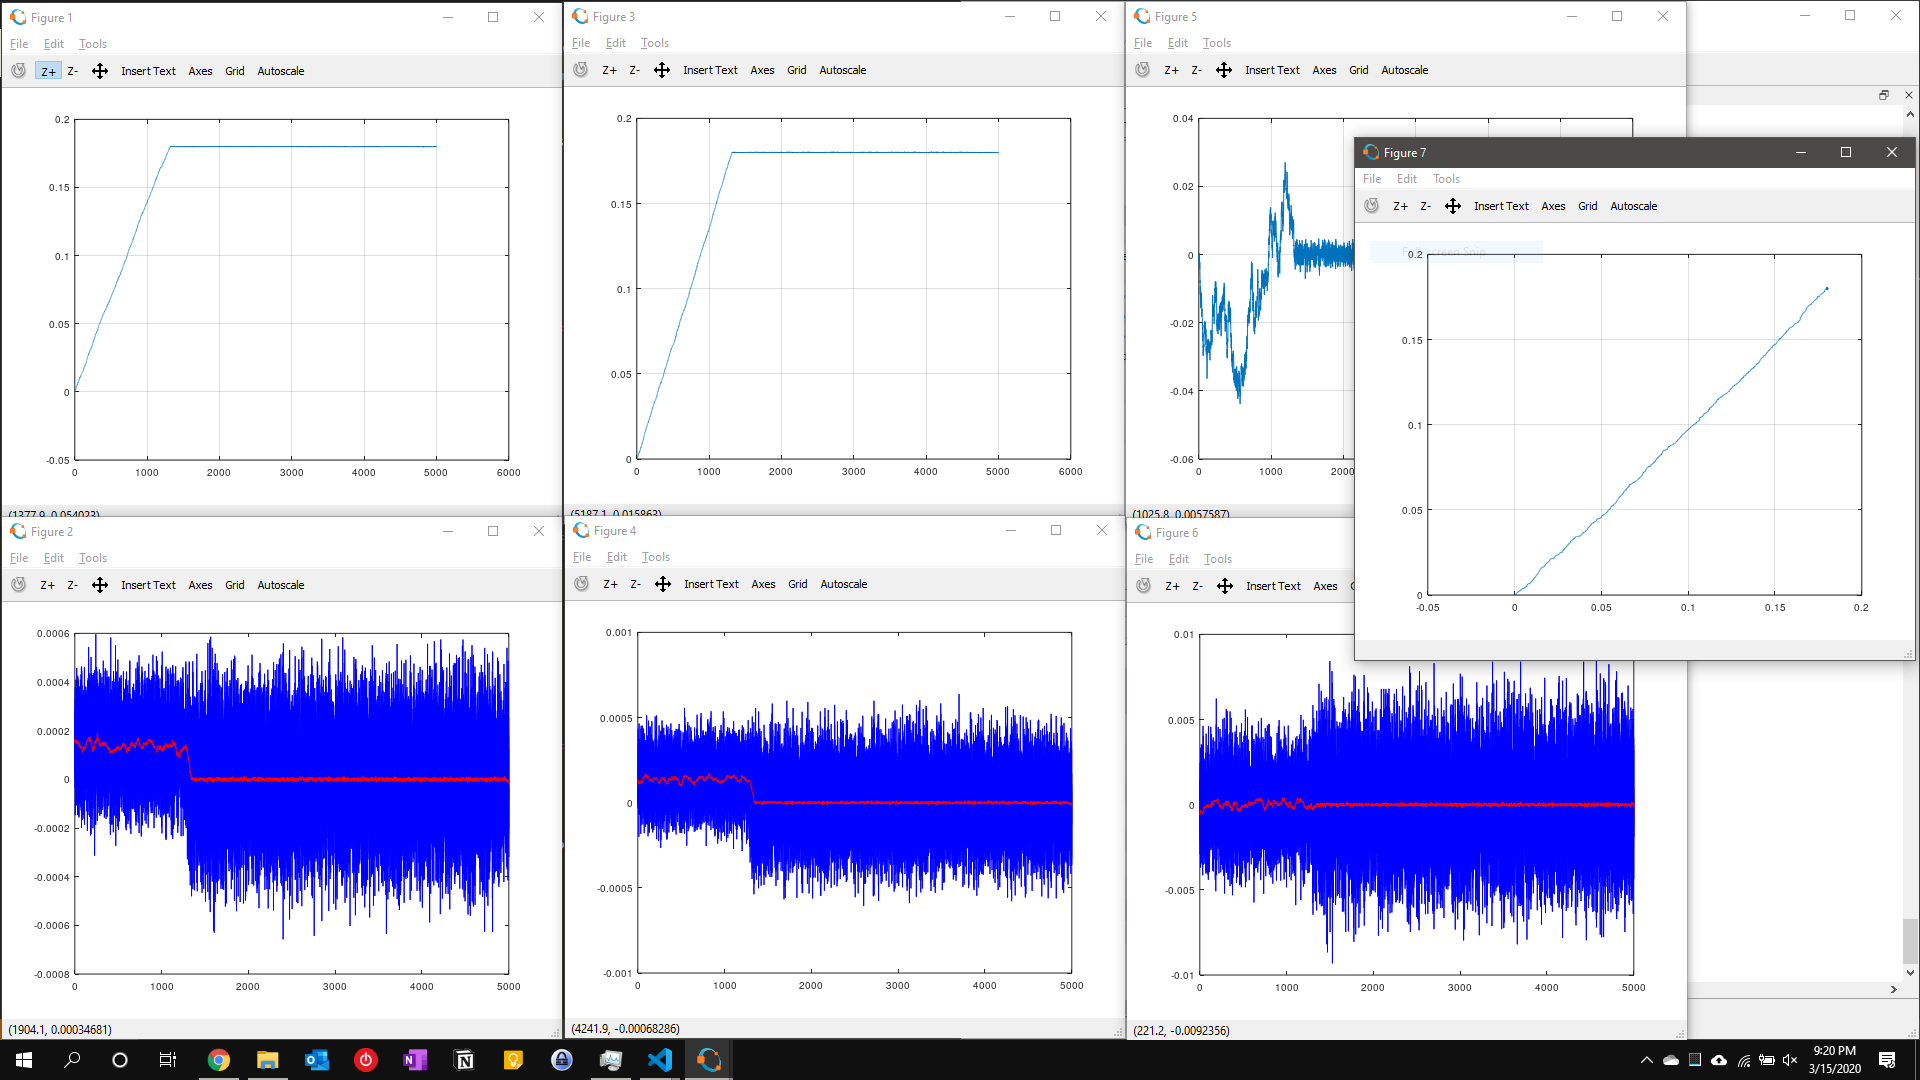 Figure 1
File Edit Tools
Z+ Z- Insert Text Axes Grid Autoscale
0.2
0.15
0.1
0.05
0
-0.05
0 1000 2000 3000 4000 5000 6000
(1377.9, 0.054023)
Figure 3
File Edit Tools
Z+ Z- Insert Text Axes Grid Autoscale
0.2
0.15
0.1
0.05
0
0 1000 2000 3000 4000 5000 6000
(5187.1, 0.015863)
Figure 5
File Edit Tools
Z+ Z- Insert Text Axes Grid Autoscale
0.04
0.02
0
-0.02
-0.04
-0.06
0 1000 2000
(1025.8, 0.0057587)
Figure 7
File Edit Tools
Z+ Z- Insert Text Axes Grid Autoscale
0.2
0.15
0.1
0.05
0
-0.05 0 0.05 0.1 0.15 0.2
Figure 2
File Edit Tools
Z+ Z- Insert Text Axes Grid Autoscale
0.0006
0.0004
0.0002
0
-0.0002
-0.0004
-0.0006
-0.0008
0 1000 2000 3000 4000 5000
(1904.1, 0.00034681)
Figure 4
File Edit Tools
Z+ Z- Insert Text Axes Grid Autoscale
0.001
0.0005
0
-0.0005
-0.001
0 1000 2000 3000 4000 5000
(4241.9, -0.00068286)
Figure 6
File Edit Tools
Z+ Z- Insert Text Axes
0.01
0.005
0
-0.005
-0.01
0 1000 2000 3000 4000 5000
(221.2, -0.0092356)
9:20 PM
3/15/2020